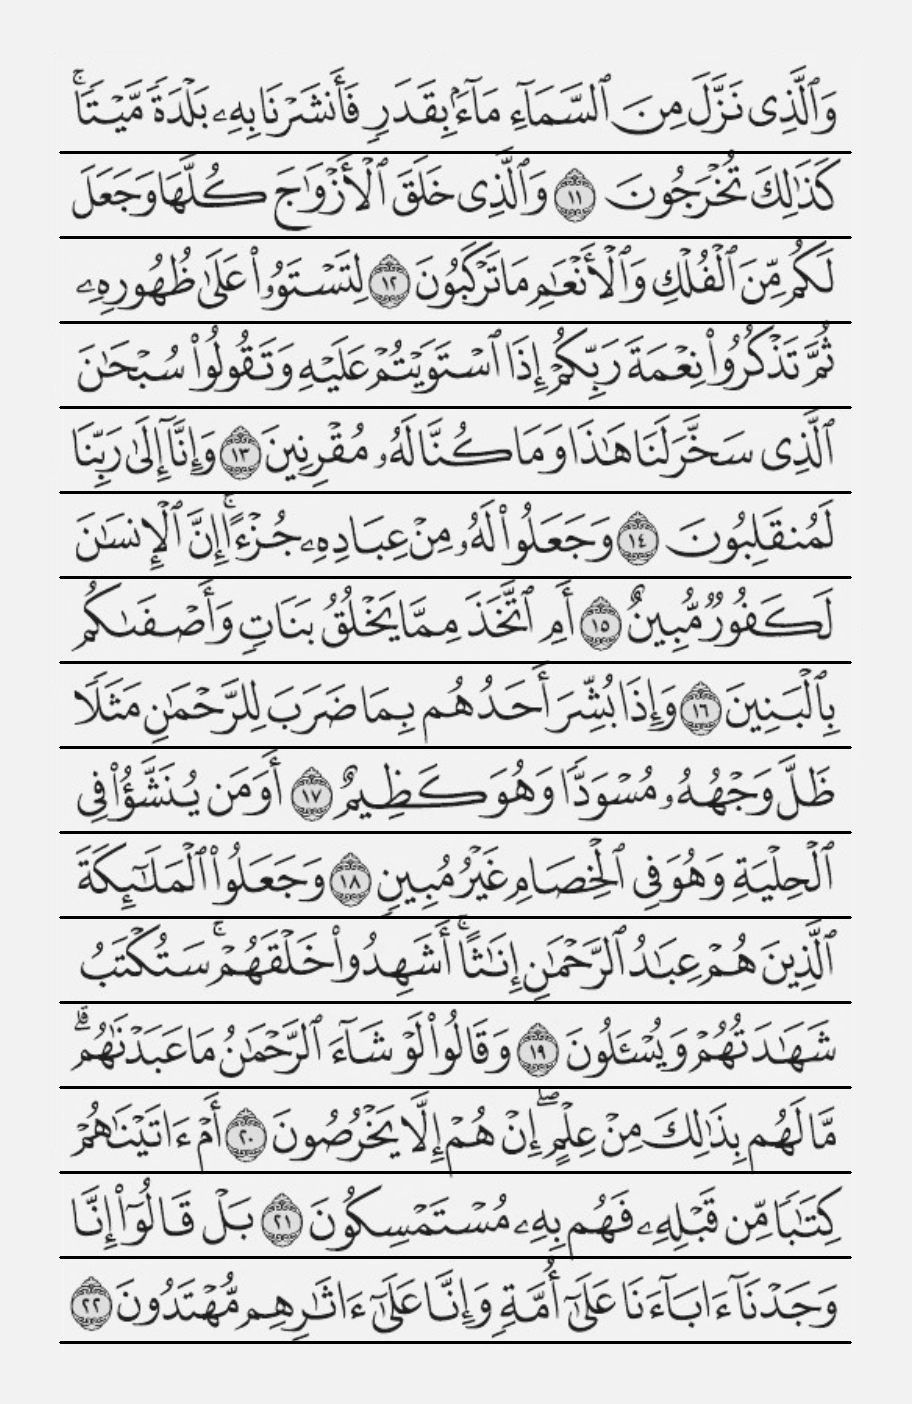 وَٱلَّذِى نَزَّلَ مِنَ ٱلسَّمَآءِ مَآءًۢ بِقَدَرٍ فَأَنشَرْنَا بِهِۦ بَلْدَةً مَّيْتًاۚ
كَذَٰلِكَ تُخْرَجُونَ ١١ وَٱلَّذِى خَلَقَ ٱلْأَزْوَٰجَ كُلَّهَا وَجَعَلَ
لَكُم مِّنَ ٱلْفُلْكِ وَٱلْأَنْعَٰمِ مَا تَرْكَبُونَ ١٢ لِتَسْتَوُۥا۟ عَلَىٰ ظُهُورِهِۦ
ثُمَّ تَذْكُرُوا۟ نِعْمَةَ رَبِّكُمْ إِذَا ٱسْتَوَيْتُمْ عَلَيْهِ وَتَقُولُوا۟ سُبْحَٰنَ
ٱلَّذِى سَخَّرَ لَنَا هَٰذَا وَمَا كُنَّا لَهُۥ مُقْرِنِينَ ١٣ وَإِنَّآ إِلَىٰ رَبِّنَا
لَمُنقَلِبُونَ ١٤ وَجَعَلُوا۟ لَهُۥ مِنْ عِبَادِهِۦ جُزْءًاۚ إِنَّ ٱلْإِنسَٰنَ
لَكَفُورٌ مُّبِينٌ ١٥ أَمِ ٱتَّخَذَ مِمَّا يَخْلُقُ بَنَاتٍ وَأَصْفَىٰكُم
بِٱلْبَنِينَ ١٦ وَإِذَا بُشِّرَ أَحَدُهُم بِمَا ضَرَبَ لِلرَّحْمَٰنِ مَثَلًا
ظَلَّ وَجْهُهُۥ مُسْوَدًّا وَهُوَ كَظِيمٌ ١٧ أَوَمَن يُنَشَّؤُا۟ فِى
ٱلْحِلْيَةِ وَهُوَ فِى ٱلْخِصَامِ غَيْرُ مُبِينٍ ١٨ وَجَعَلُوا۟ ٱلْمَلَٰٓئِكَةَ
ٱلَّذِينَ هُمْ عِبَٰدُ ٱلرَّحْمَٰنِ إِنَٰثًاۚ أَشَهِدُوا۟ خَلْقَهُمْۚ سَتُكْتَبُ
شَهَٰدَتُهُمْ وَيُسْـَٔلُونَ ١٩ وَقَالُوا۟ لَوْ شَآءَ ٱلرَّحْمَٰنُ مَا عَبَدْنَٰهُمۗ
مَّا لَهُم بِذَٰلِكَ مِنْ عِلْمٍۖ إِنْ هُمْ إِلَّا يَخْرُصُونَ ٢٠ أَمْ ءَاتَيْنَٰهُمْ
كِتَٰبًا مِّن قَبْلِهِۦ فَهُم بِهِۦ مُسْتَمْسِكُونَ ٢١ بَلْ قَالُوٓا۟ إِنَّا
وَجَدْنَآ ءَابَآءَنَا عَلَىٰٓ أُمَّةٍ وَإِنَّا عَلَىٰٓ ءَاثَٰرِهِم مُّهْتَدُونَ ٢٢